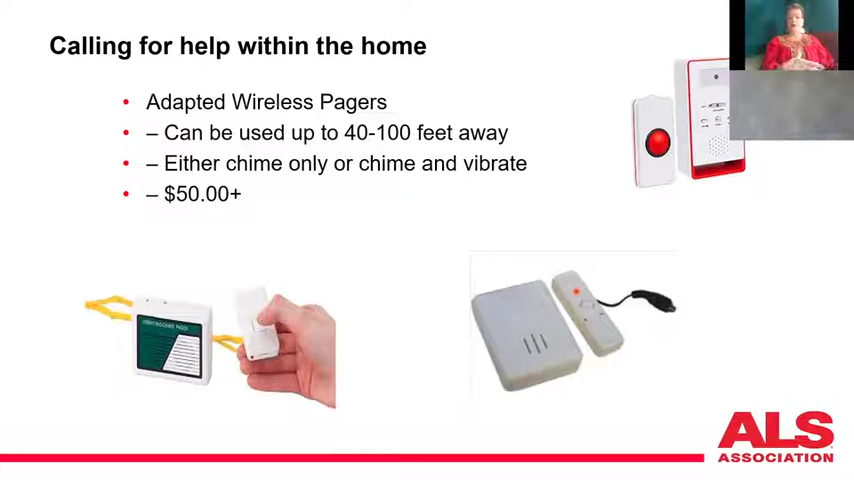 Calling for help within the home
• Adapted Wireless Pagers
• – Can be used up to 40-100 feet away
• – Either chime only or chime and vibrate
• – $50.00+
ALS
ASSOCIATION